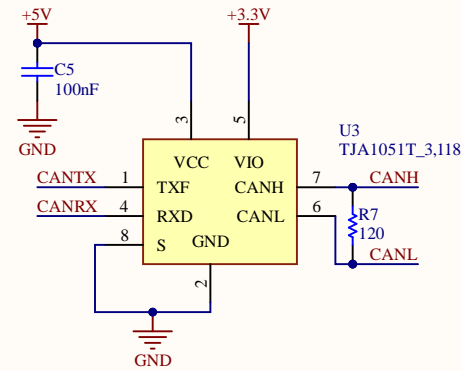 +5V
+3.3V
C5
100nF
GND
3
5
U3
TJA1051T_3,118
VCC
VIO
CANTX
1
TXF
CANH
7
CANH
CANRX
4
RXD
CANL
6
R7
120
8
S
GND
CANL
2
GND